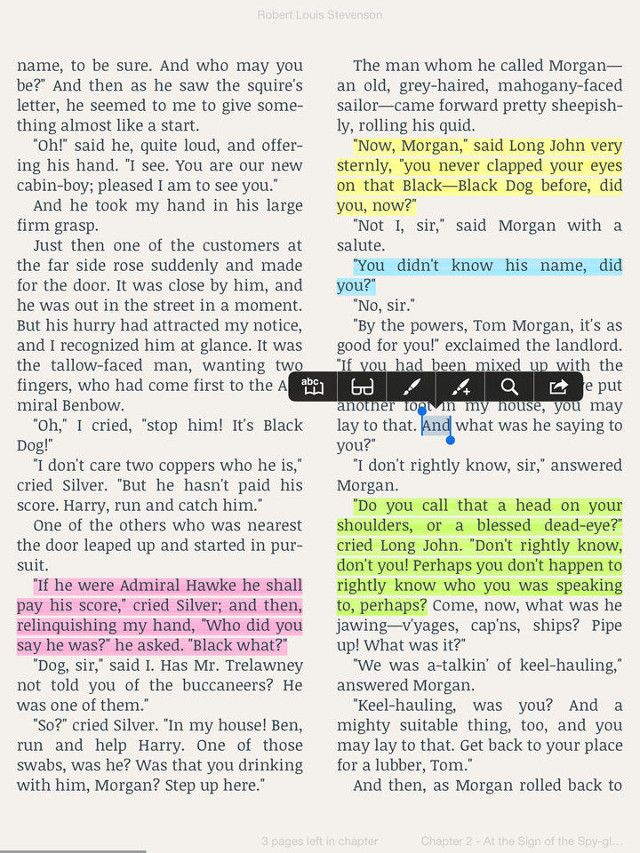 Robert Louis Stevenson
name, to be sure. And who may you
be?" And then as he saw the squire's
letter, he seemed to me to give some-
thing almost like a start.
"Oh!" said he, quite loud, and offer-
ing his hand. "I see. You are our new
cabin-boy; pleased I am to see you."
And he took my hand in his large
firm grasp.
Just then one of the customers at
the far side rose suddenly and made
for the door. It was close by him, and
he was out in the street in a moment.
But his hurry had attracted my notice,
and I recognized him at glance. It was
the tallow-faced man, wanting two
fingers, who had come first to the A
miral Benbow.
"Oh," I cried, "stop him! It's Black
Dog!"
"I don't care two coppers who he is,"
cried Silver. "But he hasn't paid his
score. Harry, run and catch him."
One of the others who was nearest
the door leaped up and started in pur-
suit.
"If he were Admiral Hawke he shall
pay his score," cried Silver; and then,
relinquishing my hand, "Who did you
say he was?" he asked. "Black what?"
"Dog, sir," said I. Has Mr. Trelawney
not told you of the buccaneers? He
was one of them."
"So?" cried Silver. "In my house! Ben,
run and help Harry. One of those
swabs, was he? Was that you drinking
with him, Morgan? Step up here."
The man whom he called Morgan—
an old, grey-haired, mahogany-faced
sailor—came forward pretty sheepish-
ly, rolling his quid.
"Now, Morgan," said Long John very
sternly, "you never clapped your eyes
on that Black—Black Dog before, did
you, now?"
"Not I, sir," said Morgan with a
salute.
"You didn't know his name, did
you?"
"No, sir."
"By the powers, Tom Morgan, it's as
good for you!" exclaimed the landlord.
"If you had been mixed up with the
abc
put
another foot in my house, you may
lay to that. And what was he saying to
you?"
"I don't rightly know, sir," answered
Morgan.
"Do you call that a head on your
shoulders, or a blessed dead-eye?"
cried Long John. "Don't rightly know,
don't you! Perhaps you don't happen to
rightly know who you was speaking
to, perhaps? Come, now, what was he
jawing—v'yages, cap'ns, ships? Pipe
up! What was it?"
"We was a-talkin' of keel-hauling,"
answered Morgan.
"Keel-hauling, was you? And a
mighty suitable thing, too, and you
may lay to that. Get back to your place
for a lubber, Tom."
And then, as Morgan rolled back to
3 pages left in chapter
Chapter 2 - At the Sign of the Spy-gl...